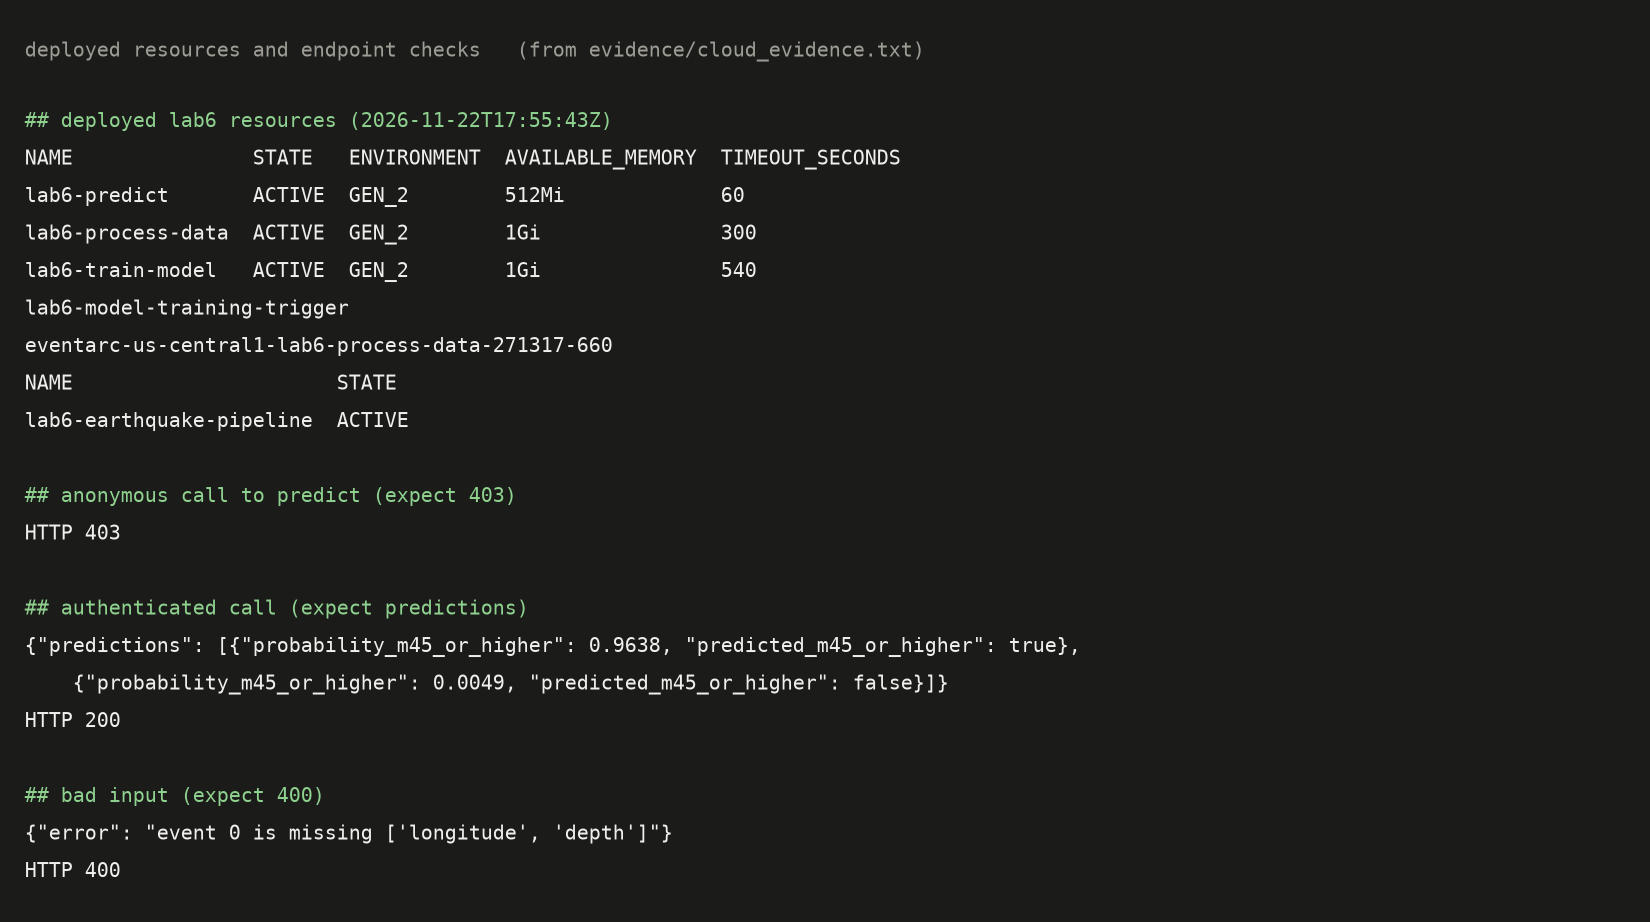 deployed resources and endpoint checks   (from evidence/cloud_evidence.txt)
## deployed lab6 resources (2026-11-22T17:55:43Z)
NAME               STATE   ENVIRONMENT  AVAILABLE_MEMORY  TIMEOUT_SECONDS
lab6-predict       ACTIVE  GEN_2        512Mi             60
lab6-process-data  ACTIVE  GEN_2        1Gi               300
lab6-train-model   ACTIVE  GEN_2        1Gi               540
lab6-model-training-trigger
eventarc-us-central1-lab6-process-data-271317-660
NAME                      STATE
lab6-earthquake-pipeline  ACTIVE
## anonymous call to predict (expect 403)
HTTP 403
## authenticated call (expect predictions)
{"predictions": [{"probability_m45_or_higher": 0.9638, "predicted_m45_or_higher": true},
    {"probability_m45_or_higher": 0.0049, "predicted_m45_or_higher": false}]}
HTTP 200
## bad input (expect 400)
{"error": "event 0 is missing ['longitude', 'depth']"}
HTTP 400